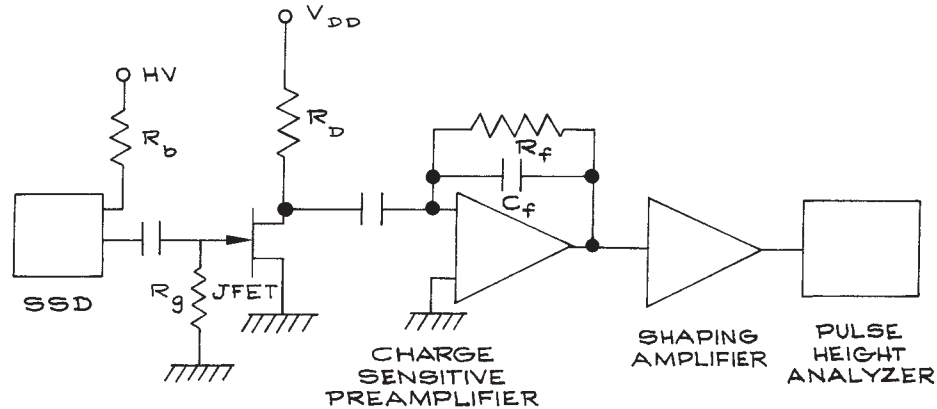 V_DD
HV
R_b
R_D
R_f
C_f
R_g
JFET
SSD
CHARGE
SENSITIVE
PREAMPLIFIER
SHAPING
AMPLIFIER
PULSE
HEIGHT
ANALYZER